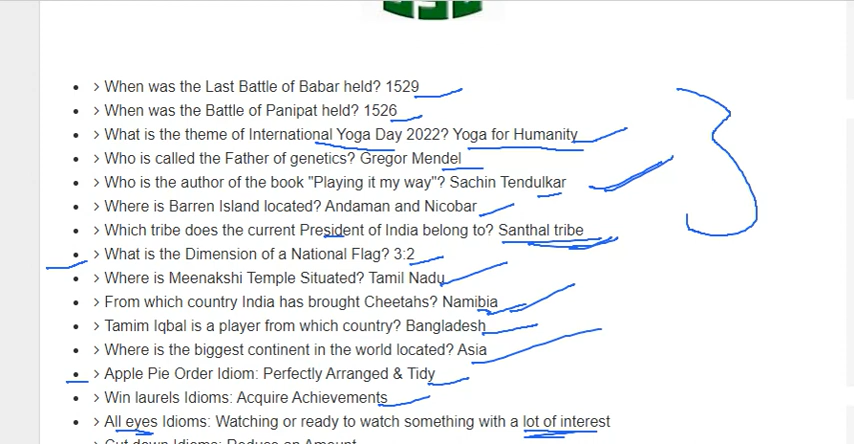 > When was the Last Battle of Babar held? 1529
> When was the Battle of Panipat held? 1526
> What is the theme of International Yoga Day 2022? Yoga for Humanity
> Who is called the Father of genetics? Gregor Mendel
> Who is the author of the book "Playing it my way"? Sachin Tendulkar
> Where is Barren Island located? Andaman and Nicobar
> Which tribe does the current President of India belong to? Santhal tribe
> What is the Dimension of a National Flag? 3:2
> Where is Meenakshi Temple Situated? Tamil Nadu
> From which country India has brought Cheetahs? Namibia
> Tamim Iqbal is a player from which country? Bangladesh
> Where is the biggest continent in the world located? Asia
> Apple Pie Order Idiom: Perfectly Arranged & Tidy
> Win laurels Idioms: Acquire Achievements
> All eyes Idioms: Watching or ready to watch something with a lot of interest
> Cut down Idioms: Reduce an Amount